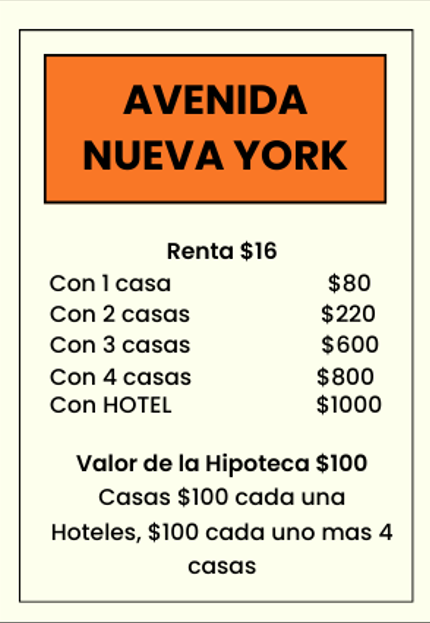 AVENIDA
NUEVA YORK
Renta $16
Con 1 casa $80
Con 2 casas $220
Con 3 casas $600
Con 4 casas $800
Con HOTEL $1000
Valor de la Hipoteca $100
Casas $100 cada una
Hoteles, $100 cada uno mas 4
casas